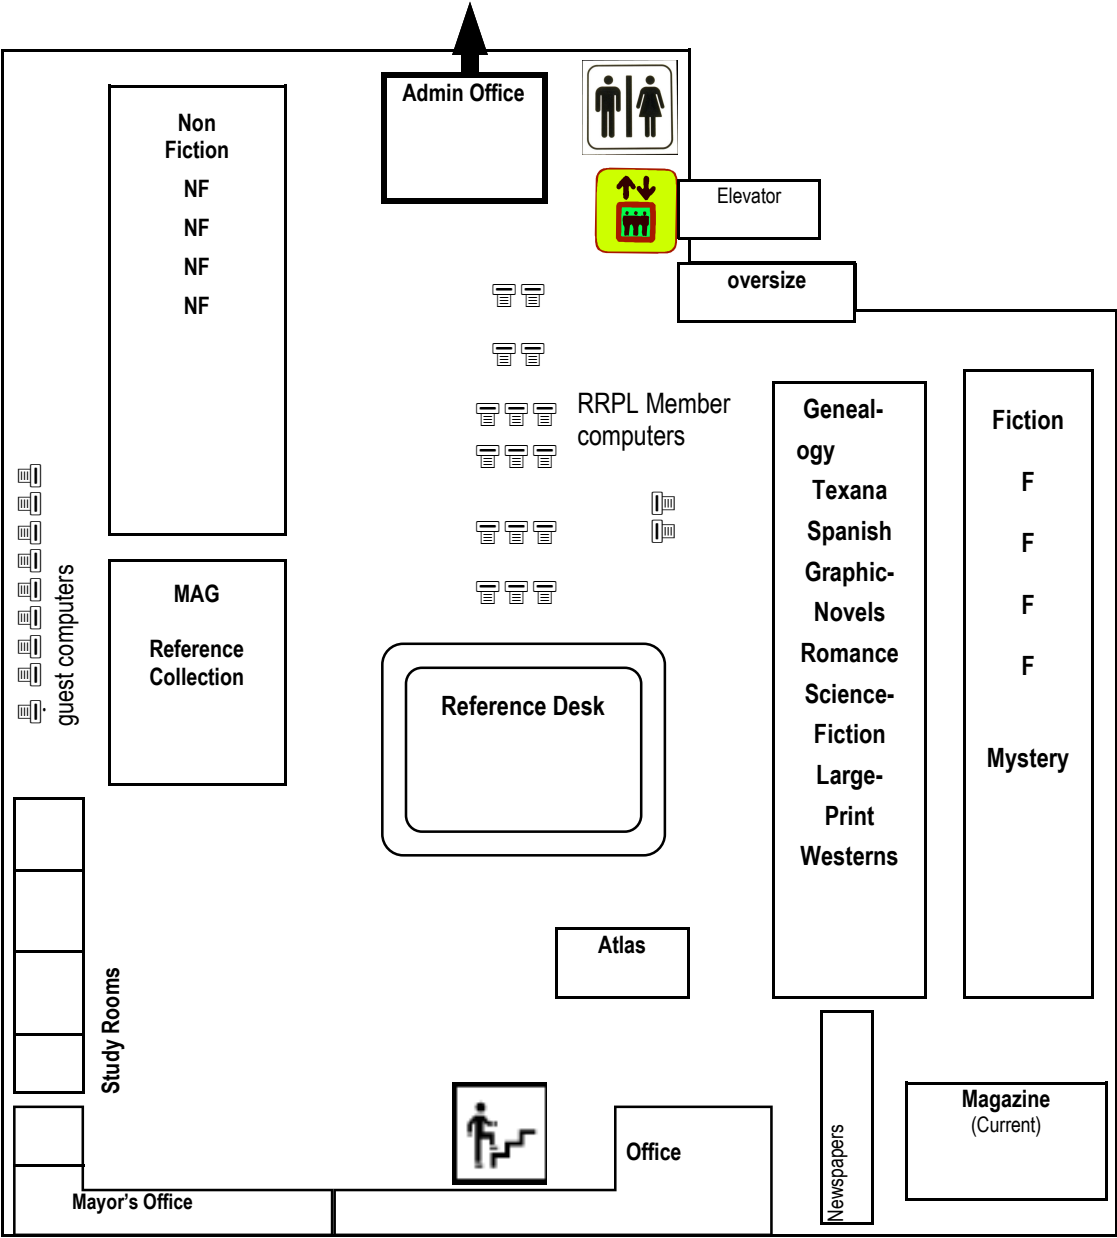 Admin Office
Non
Fiction
NF
NF
NF
NF
Elevator
oversize
RRPL Member
computers
Geneal-
ogy
Texana
Spanish
Graphic-
Novels
Romance
Science-
Fiction
Large-
Print
Westerns
Fiction
F
F
F
F
Mystery
guest computers
MAG
Reference
Collection
Reference Desk
Atlas
Study Rooms
Office
Mayor's Office
Newspapers
Magazine
(Current)